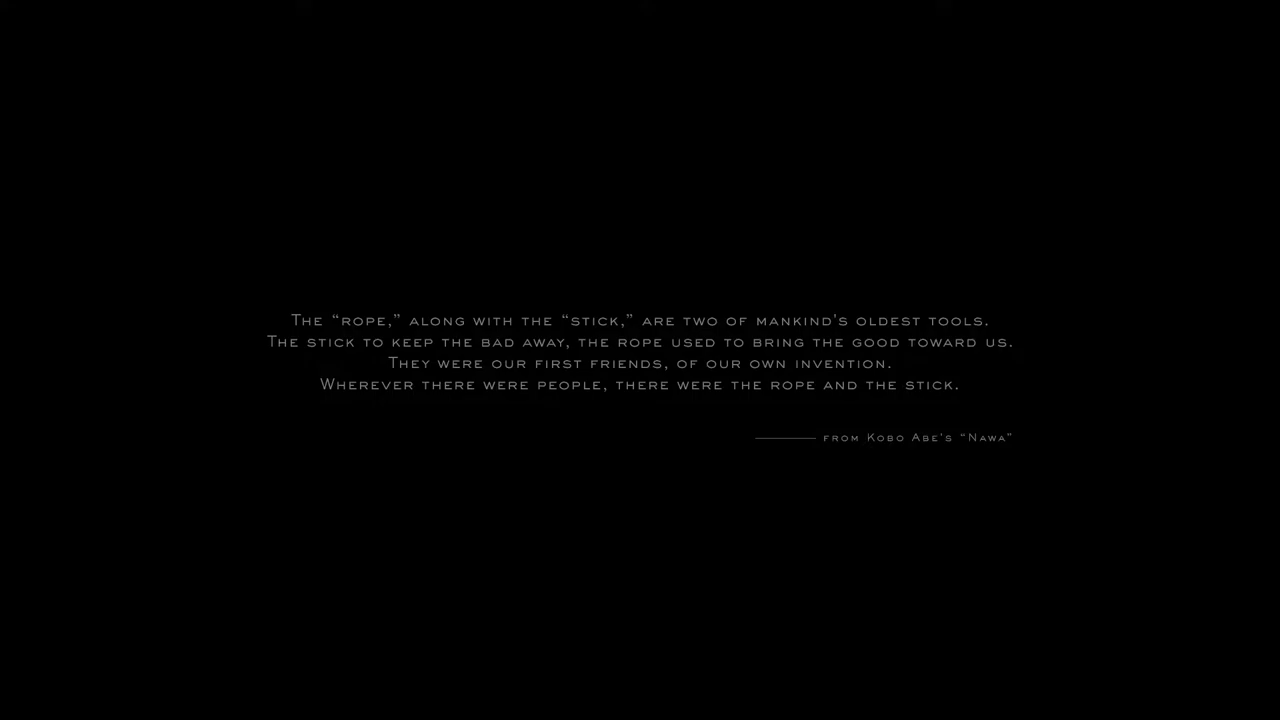 The “rope,” along with the “stick,” are two of mankind's oldest tools.
The stick to keep the bad away, the rope used to bring the good toward us.
They were our first friends, of our own invention.
Wherever there were people, there were the rope and the stick.
from Kobo Abe's “Nawa”